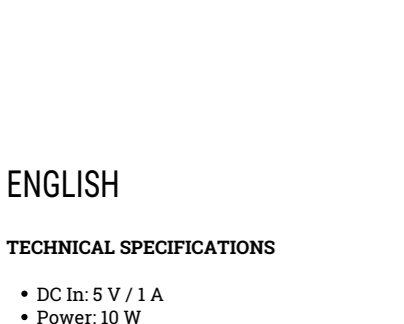 ENGLISH
TECHNICAL SPECIFICATIONS
• DC In: 5 V / 1 A
• Power: 10 W